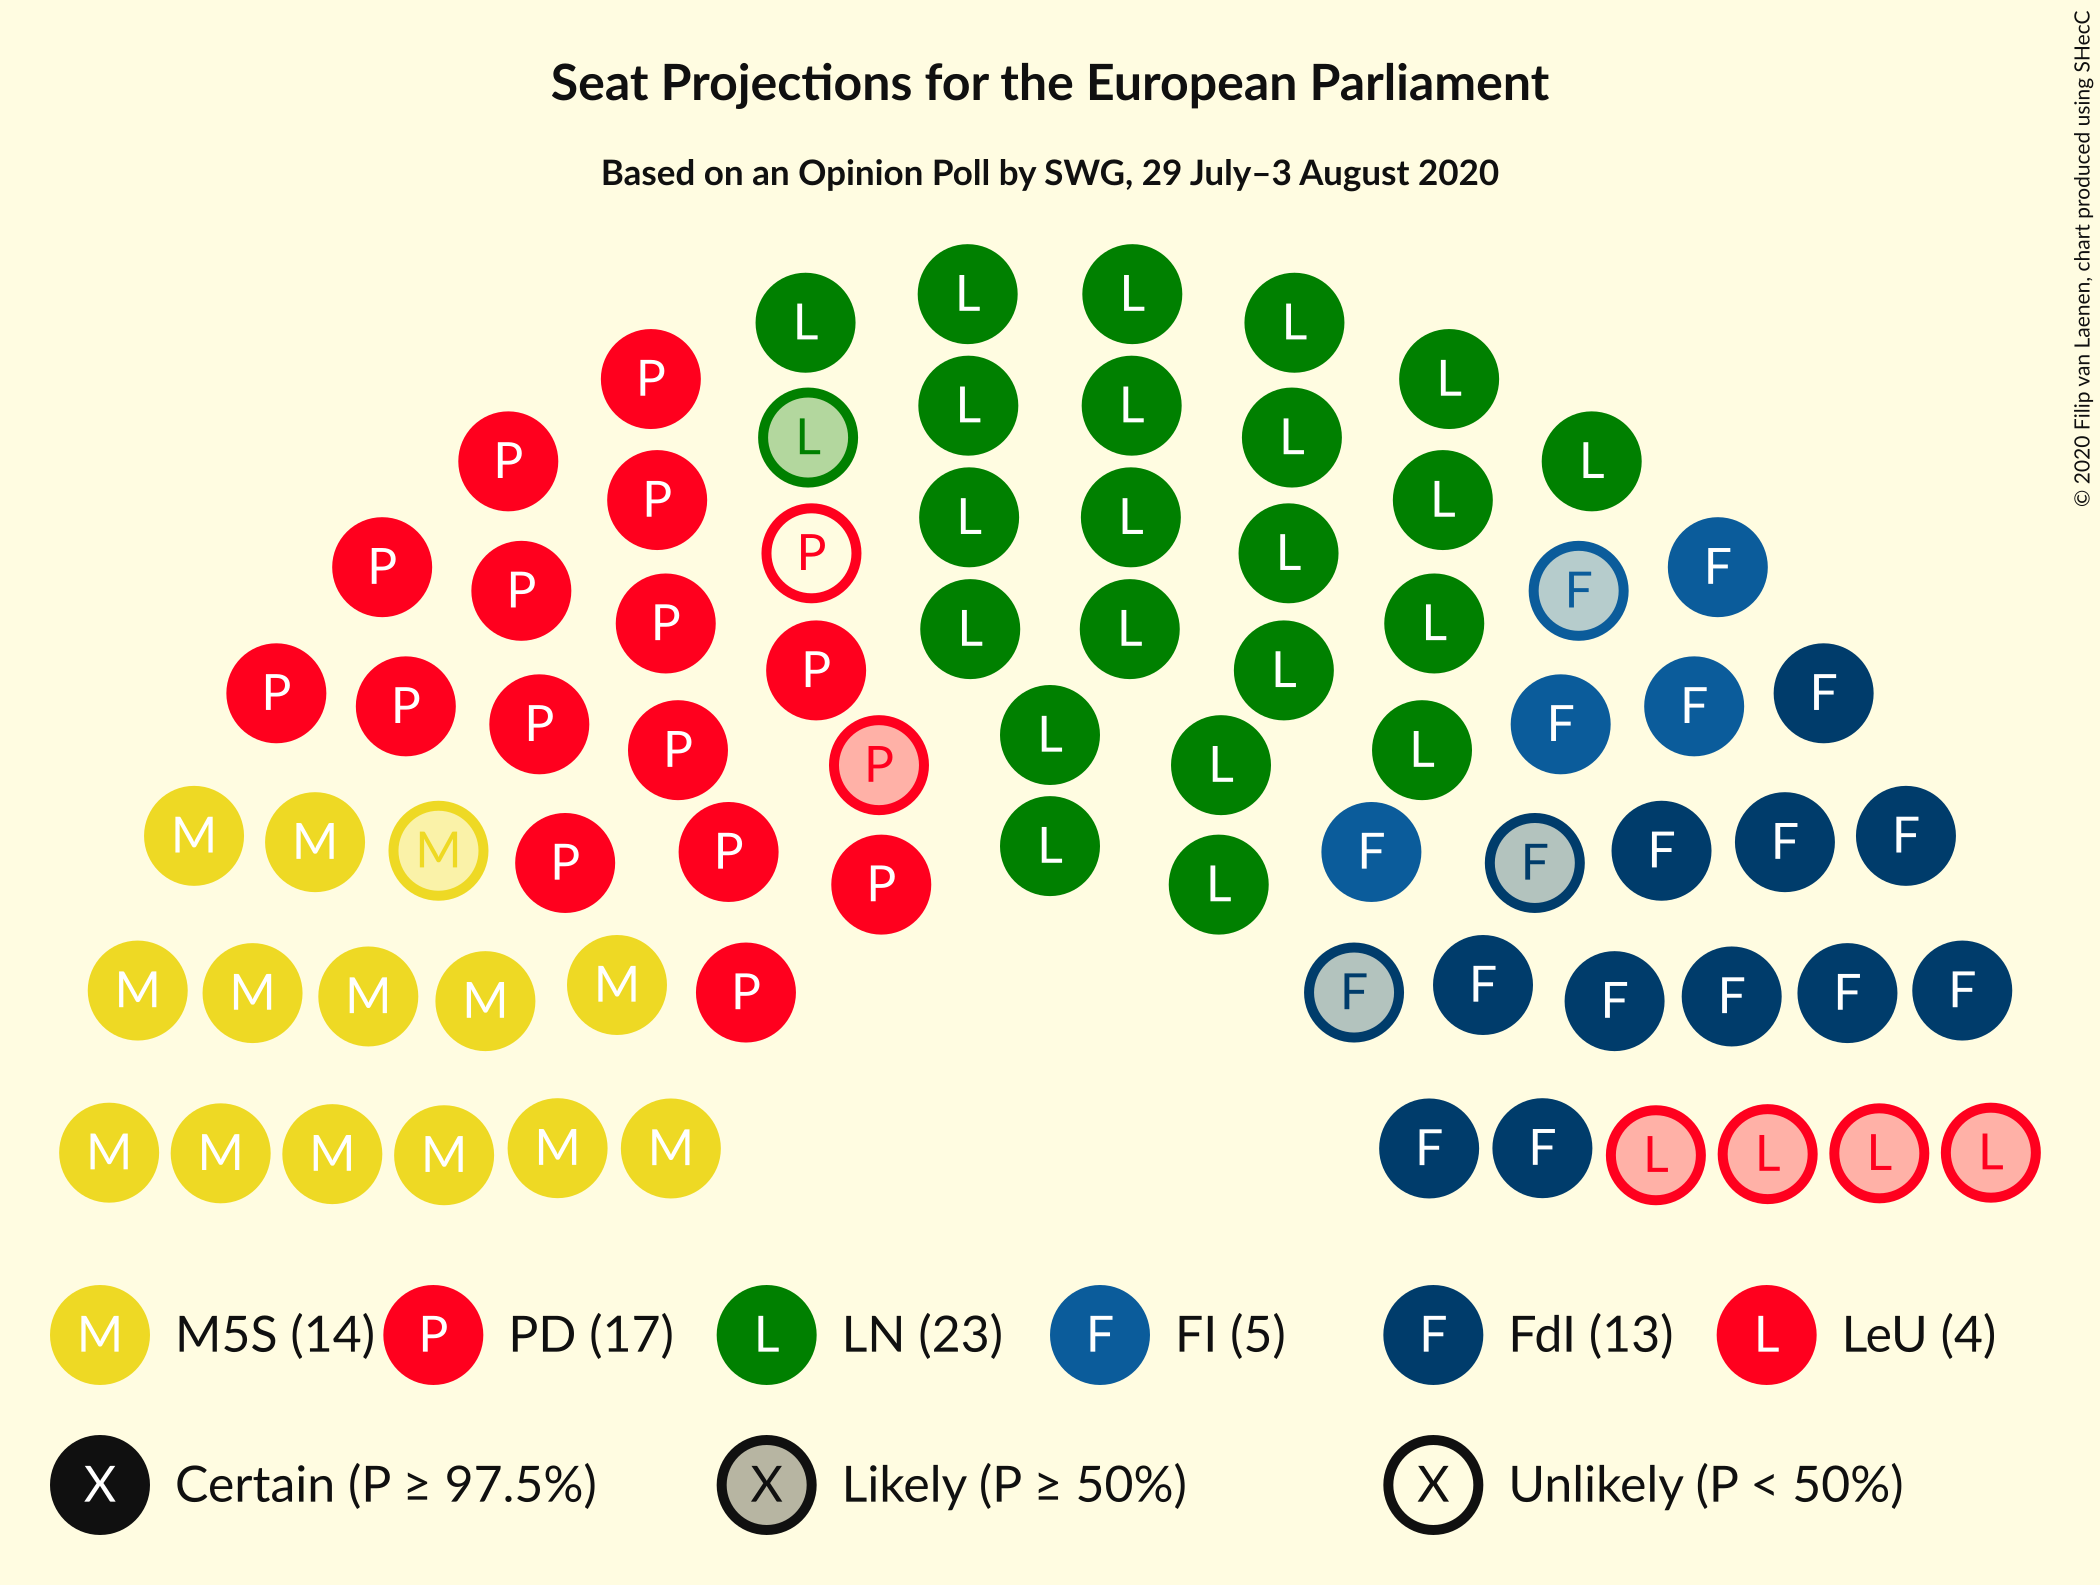 Seat Projections for the European Parliament
Based on an Opinion Poll by SWG, 29 July–3 August 2020
© 2020 Filip van Laenen, chart produced using SHecC
L L
L L
P L
L L
L L
P L
P L L L
P L
L L
P L
P F
P F
P L
P L
L L
P L
P P F F
P P F
L
P L
P L
M M F F
M M P P L F F F
P L
M M M M M P F F F F F F
M M M M M M F F L L L L
M M5S (14) P PD (17) L LN (23) F FI (5) F FdI (13) L LeU (4)
X Certain (P ≥ 97.5%) X Likely (P ≥ 50%) X Unlikely (P < 50%)